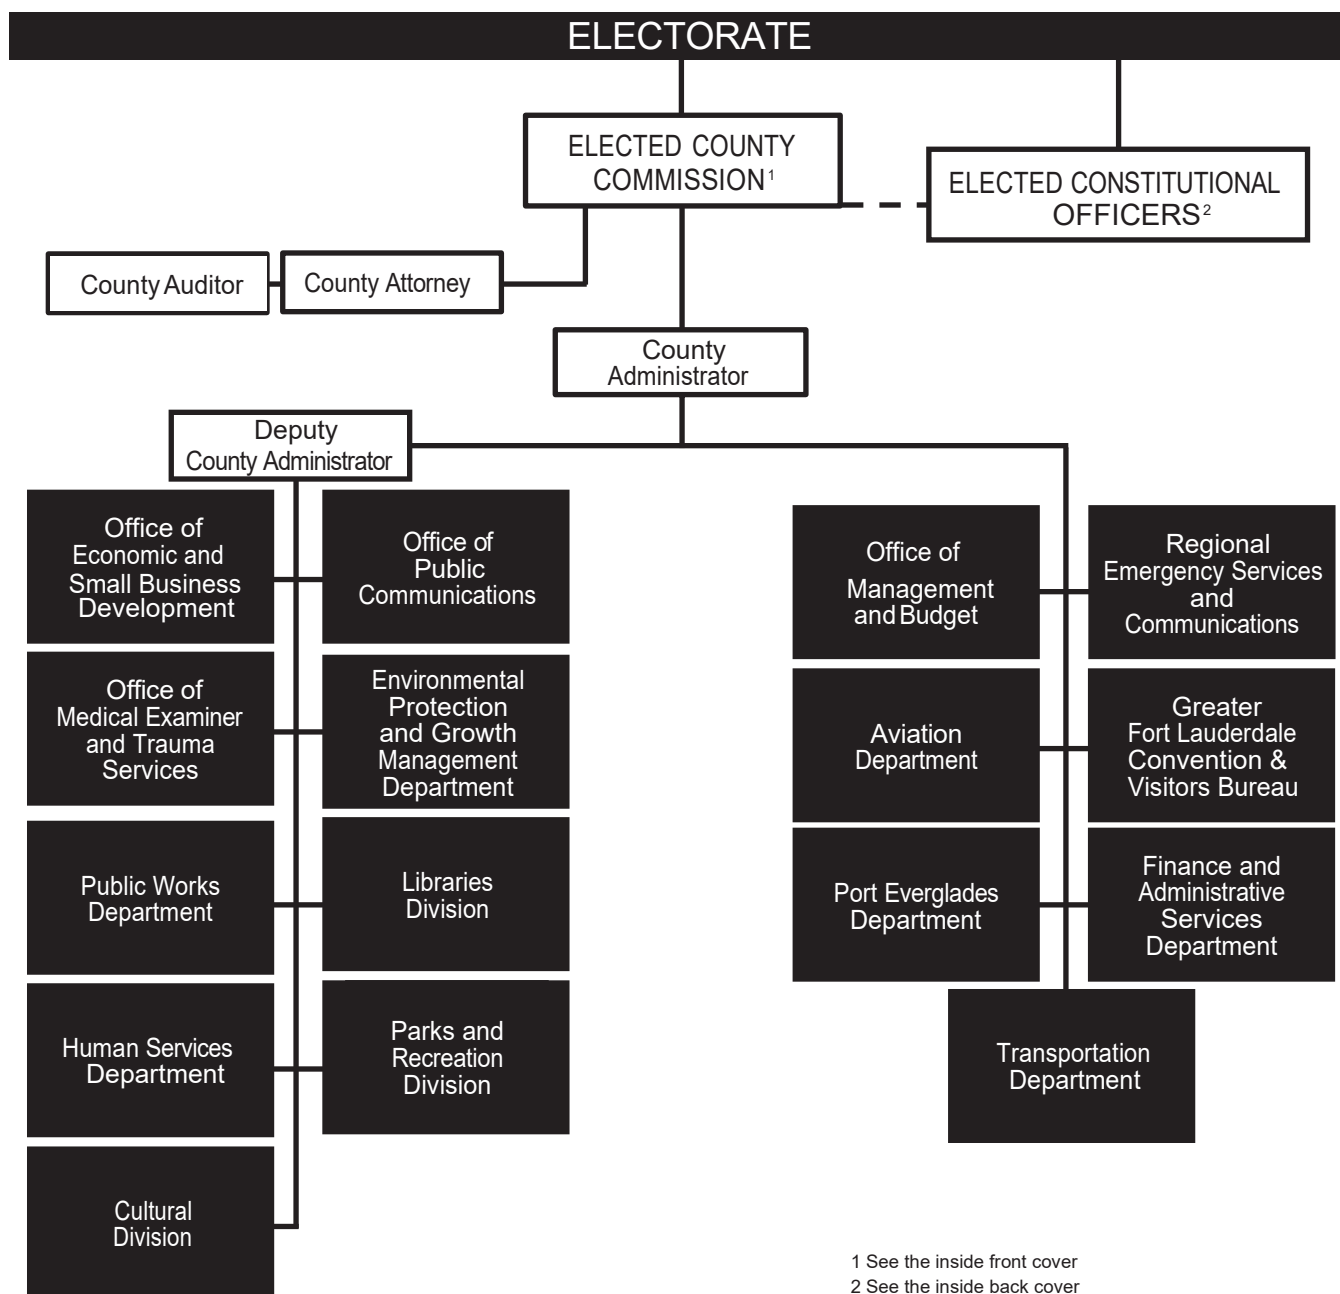 ELECTORATE
ELECTED COUNTY
COMMISSION¹
ELECTED CONSTITUTIONAL
OFFICERS²
County Auditor
County Attorney
County
Administrator
Deputy
County Administrator
Office of
Economic and
Small Business
Development
Office of
Public
Communications
Office of
Medical Examiner
and Trauma
Services
Environmental
Protection
and Growth
Management
Department
Public Works
Department
Libraries
Division
Human Services
Department
Parks and
Recreation
Division
Cultural
Division
Office of
Management
and Budget
Regional
Emergency Services
and
Communications
Aviation
Department
Greater
Fort Lauderdale
Convention &
Visitors Bureau
Port Everglades
Department
Finance and
Administrative
Services
Department
Transportation
Department
1 See the inside front cover
2 See the inside back cover